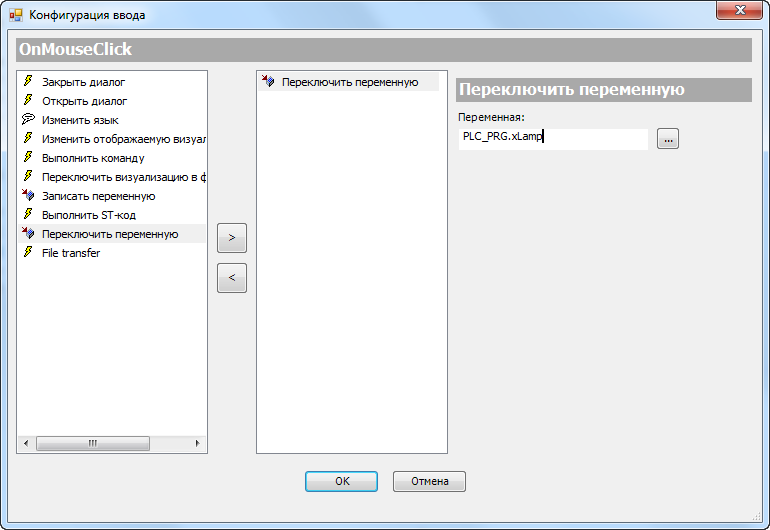 Конфигурация ввода
OnMouseClick
Закрыть диалог
Открыть диалог
Изменить язык
Изменить отображаемую визуал
Выполнить команду
Переключить визуализацию в ф
Записать переменную
Выполнить ST-код
Переключить переменную
File transfer
>
<
Переключить переменную
Переключить переменную
Переменная:
PLC_PRG.xLamp
...
OK
Отмена